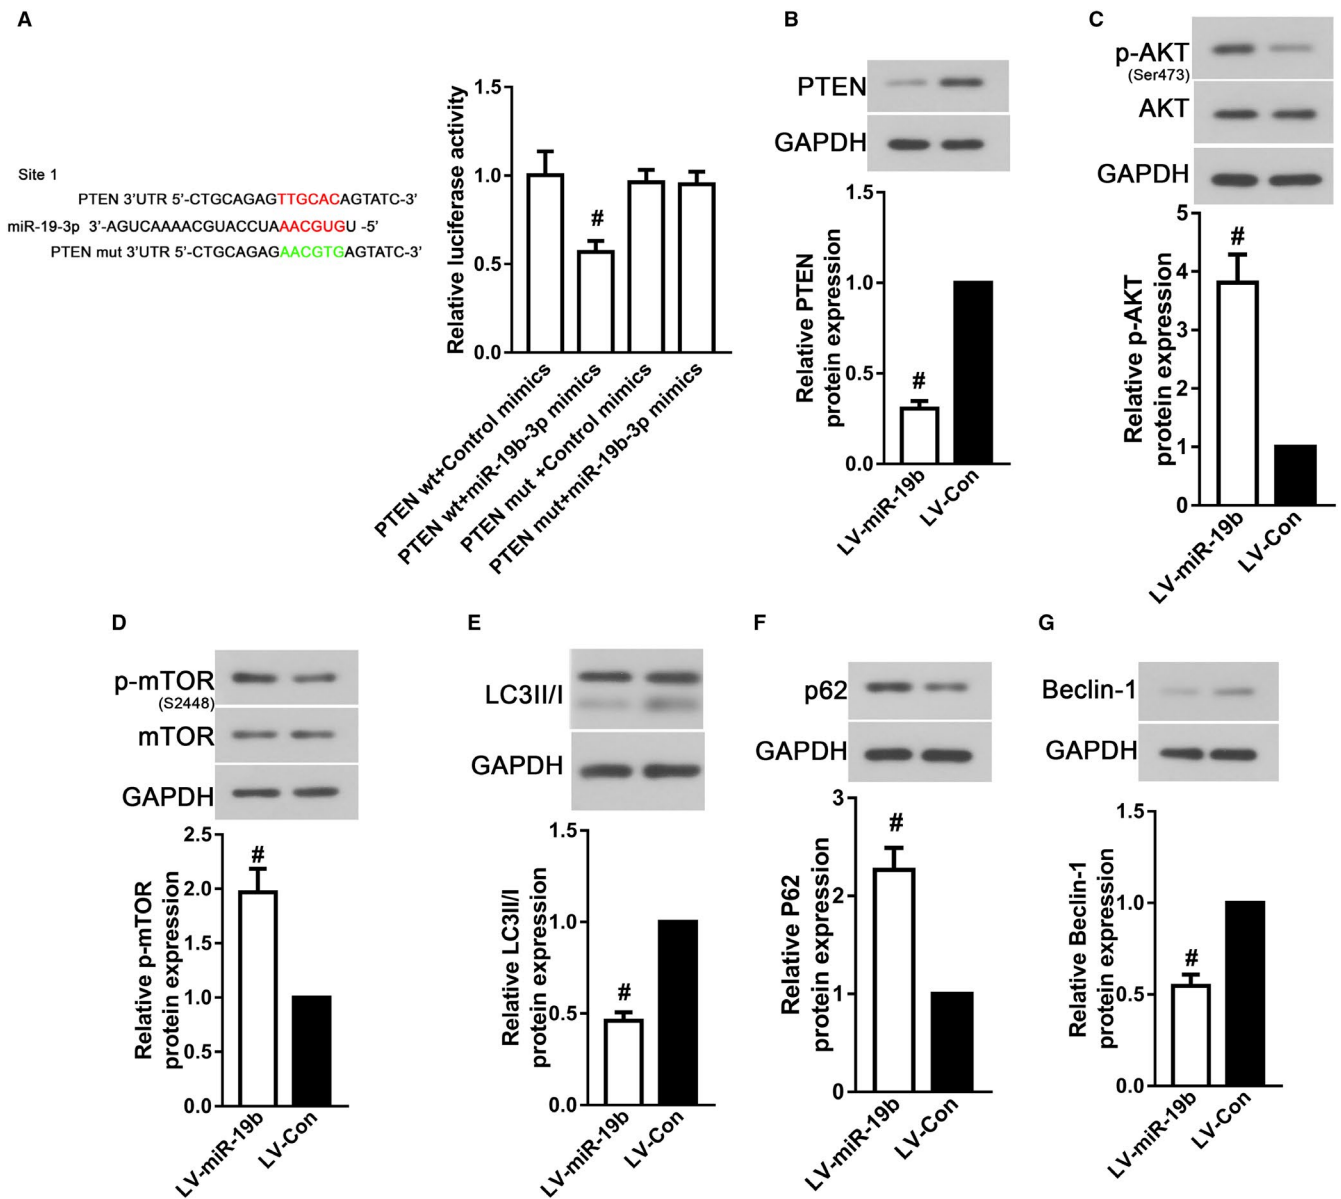 A
Site 1
PTEN 3'UTR 5'-CTGCAGAGTTGCACAGTATC-3'
miR-19-3p 3'-AGUCAAAACGUACCUAAACGUGU -5'
PTEN mut 3'UTR 5'-CTGCAGAGAACGTGAGTATC-3'
Relative luciferase activity
1.5
1.0
0.5
0.0
#
PTEN wt+Control mimics
PTEN wt+miR-19b-3p mimics
PTEN mut +Control mimics
PTEN mut+miR-19b-3p mimics
B
PTEN
GAPDH
Relative PTEN
protein expression
1.5
1.0
0.5
0.0
#
LV-miR-19b
LV-Con
C
p-AKT
(Ser473)
AKT
GAPDH
Relative p-AKT
protein expression
5
4
3
2
1
0
#
LV-miR-19b
LV-Con
D
p-mTOR
(S2448)
mTOR
GAPDH
Relative p-mTOR
protein expression
2.5
2.0
1.5
1.0
0.5
0.0
#
LV-miR-19b
LV-Con
E
LC3II/I
GAPDH
Relative LC3II/I
protein expression
1.5
1.0
0.5
0.0
#
LV-miR-19b
LV-Con
F
p62
GAPDH
Relative P62
protein expression
3
2
1
0
#
LV-miR-19b
LV-Con
G
Beclin-1
GAPDH
Relative Beclin-1
protein expression
1.5
1.0
0.5
0.0
#
LV-miR-19b
LV-Con